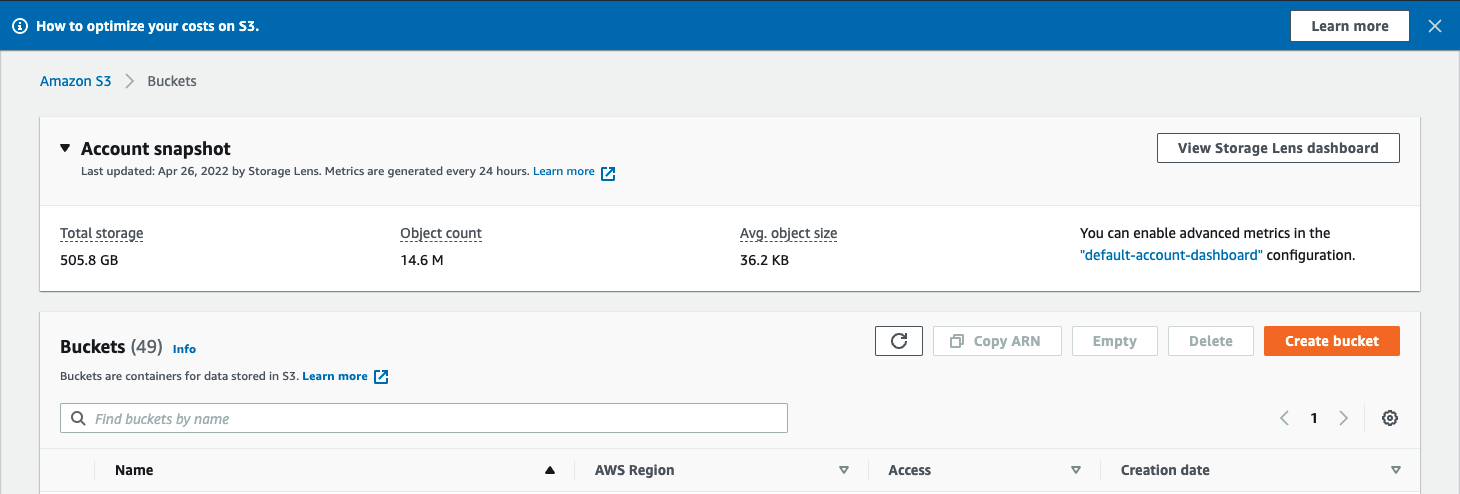 How to optimize your costs on S3.
Learn more
Amazon S3 Buckets
Account snapshot
View Storage Lens dashboard
Last updated: Apr 26, 2022 by Storage Lens. Metrics are generated every 24 hours. Learn more
Total storage
505.8 GB
Object count
14.6 M
Avg. object size
36.2 KB
You can enable advanced metrics in the
"default-account-dashboard" configuration.
Buckets (49) Info
Copy ARN
Empty
Delete
Create bucket
Buckets are containers for data stored in S3. Learn more
Find buckets by name
1
Name
AWS Region
Access
Creation date